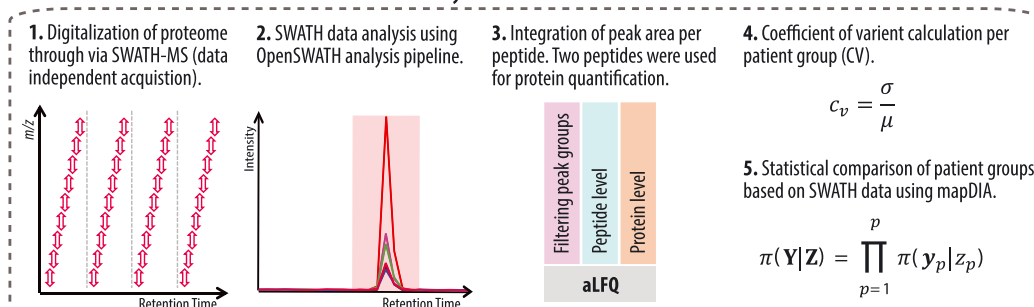 1. Digitalization of proteome
through via SWATH-MS (data
independent acquistion).
m/z
Retention Time
2. SWATH data analysis using
OpenSWATH analysis pipeline.
Intensity
Retention Time
3. Integration of peak area per
peptide. Two peptides were used
for protein quantification.
Filtering peak groups
Peptide level
Protein level
aLFQ
4. Coefficient of varient calculation per
patient group (CV).
c_v = σ/μ
5. Statistical comparison of patient groups
based on SWATH data using mapDIA.
p
π(Y|Z) = ∏ π(y_p|z_p)
p=1